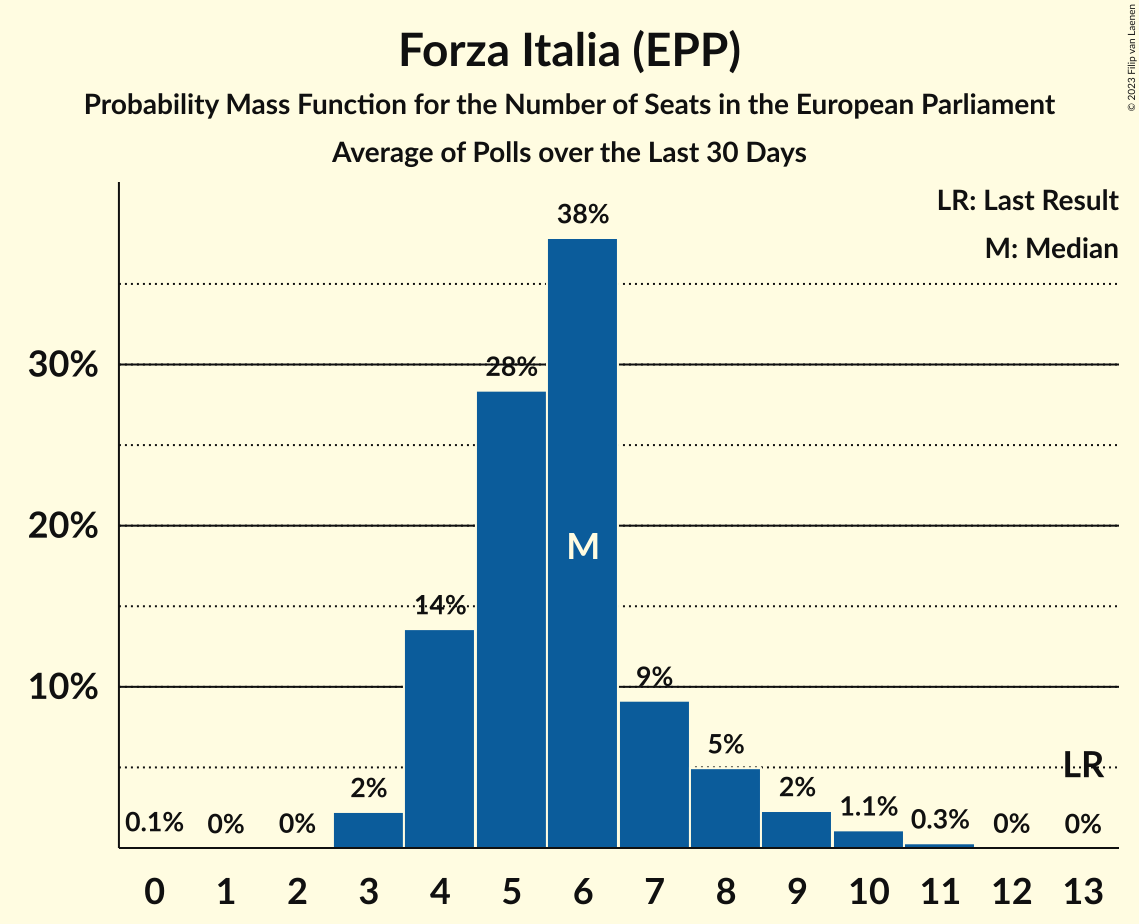 Forza Italia (EPP)
Probability Mass Function for the Number of Seats in the European Parliament
Average of Polls over the Last 30 Days
© 2023 Filip van Laenen
LR: Last Result
M: Median
38%
30%
28%
20%
M
14%
10%
9%
5%
LR
2%
2%
1.1%
0.3%
0.1%
0%
0%
0%
0%
0 1 2 3 4 5 6 7 8 9 10 11 12 13